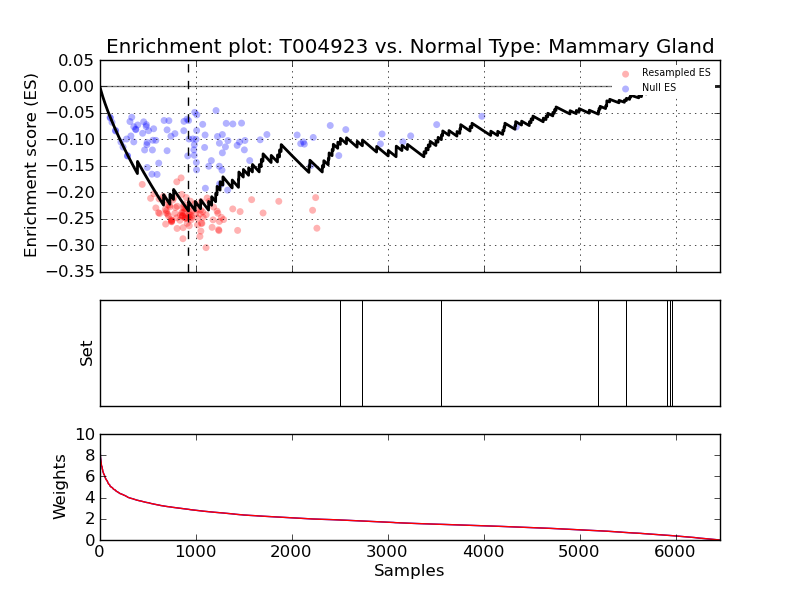 Enrichment plot: T004923 vs. Normal Type: Mammary Gland
Enrichment score (ES)
0.05
0.00
−0.05
−0.10
−0.15
−0.20
−0.25
−0.30
−0.35
Resampled ES
Null ES
Set
Weights
10
8
6
4
2
0
0 1000 2000 3000 4000 5000 6000
Samples